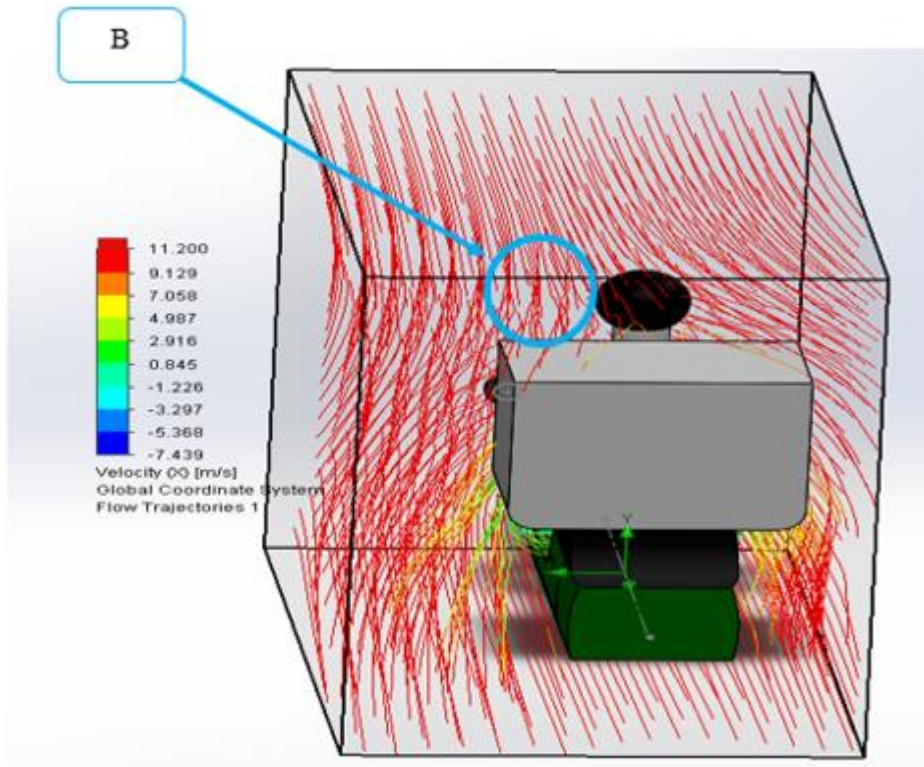 B
11.200
9.129
7.058
4.987
2.916
0.845
-1.226
-3.297
-5.368
-7.439
Velocity (X) [m/s]
Global Coordinate System
Flow Trajectories 1
Y